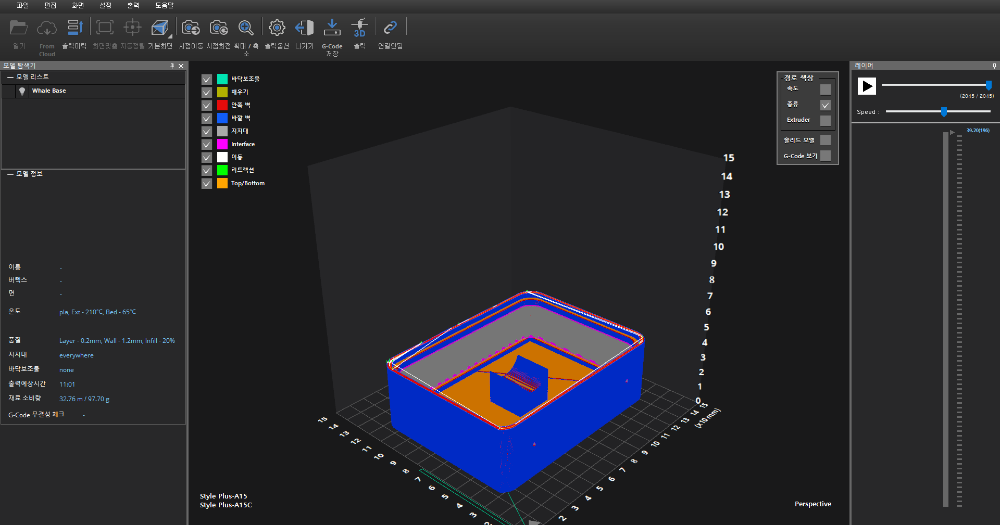 파일 편집 화면 설정 출력 도움말
열기
From Cloud
출력이력
화면맞춤
자동정렬
기본화면
시점이동
시점회전
확대 / 축소
출력옵션
나가기
G-Code 저장
출력
연결안됨
3D
모델 탐색기
모델 리스트
Whale Base
모델 정보
이름 -
버텍스 -
면 -
온도 pla, Ext - 210℃, Bed - 65℃
품질 Layer - 0.2mm, Wall - 1.2mm, Infill - 20%
지지대 everywhere
바닥보조물 none
출력예상시간 11:01
재료 소비량 32.76 m / 97.70 g
G-Code 무결성 체크 -
바닥보조물
채우기
안쪽 벽
바깥 벽
지지대
Interface
이동
리트렉션
Top/Bottom
경로 색상
속도
종류
Extruder
솔리드 모델
G-Code 보기
15
14
13
12
11
10
9
8
7
6
5
4
3
2
1
0
15 14 13 12 11 10 9 8 7 6 5 4 3 2
2 3 4 5 6 7 8 9 10 11 12 13 14 15
(x10 mm)
Style Plus-A15
Style Plus-A15C
Perspective
레이어
(2045 / 2045)
Speed :
39.20(196)